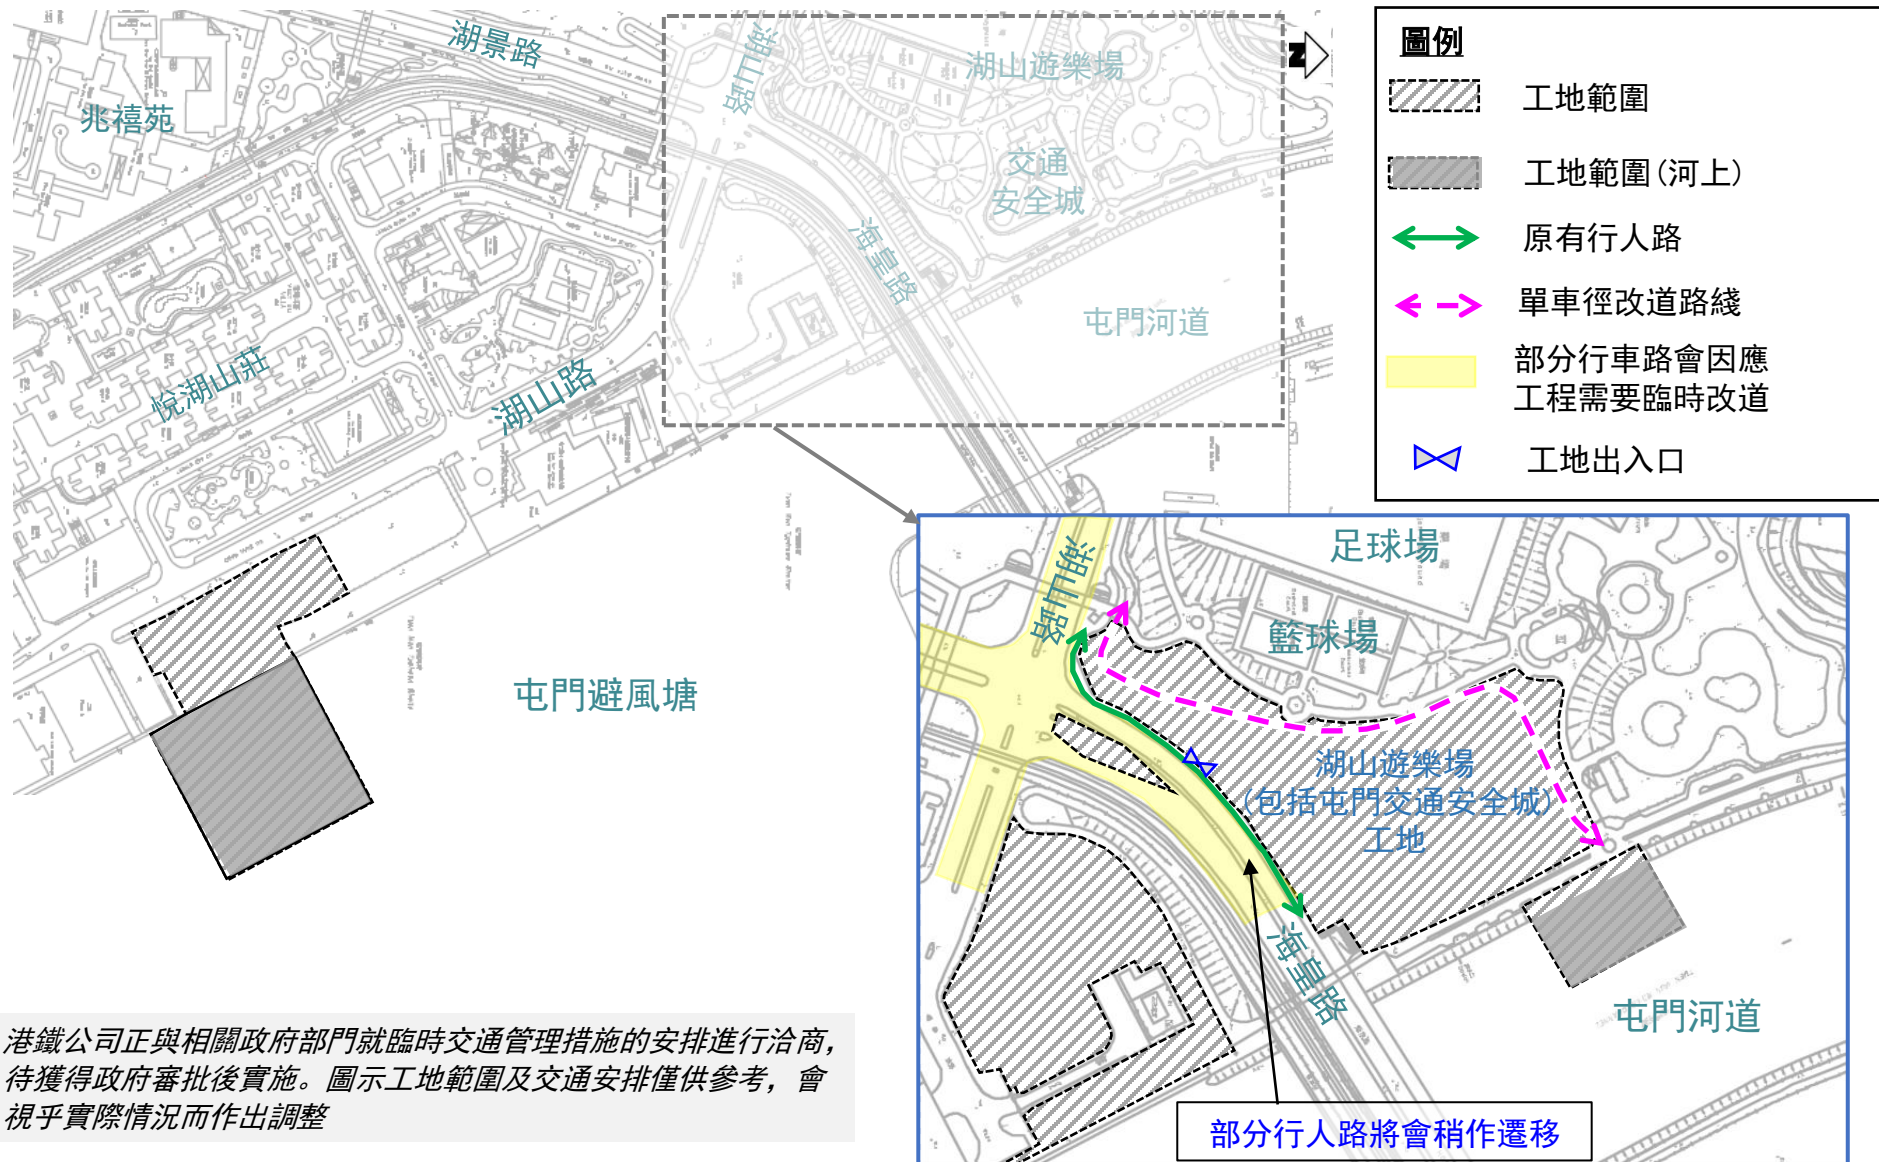 湖景路
兆禧苑
湖山路
湖山遊樂場
交通
安全城
海皇路
屯門河道
悅湖山莊
湖山路
屯門避風塘
N
圖例
工地範圍
工地範圍(河上)
原有行人路
單車徑改道路綫
部分行車路會因應
工程需要臨時改道
工地出入口
湖山路
足球場
籃球場
湖山遊樂場
(包括屯門交通安全城)
工地
海皇路
屯門河道
部分行人路將會稍作遷移
港鐵公司正與相關政府部門就臨時交通管理措施的安排進行洽商，
待獲得政府審批後實施。圖示工地範圍及交通安排僅供參考，會
視乎實際情況而作出調整